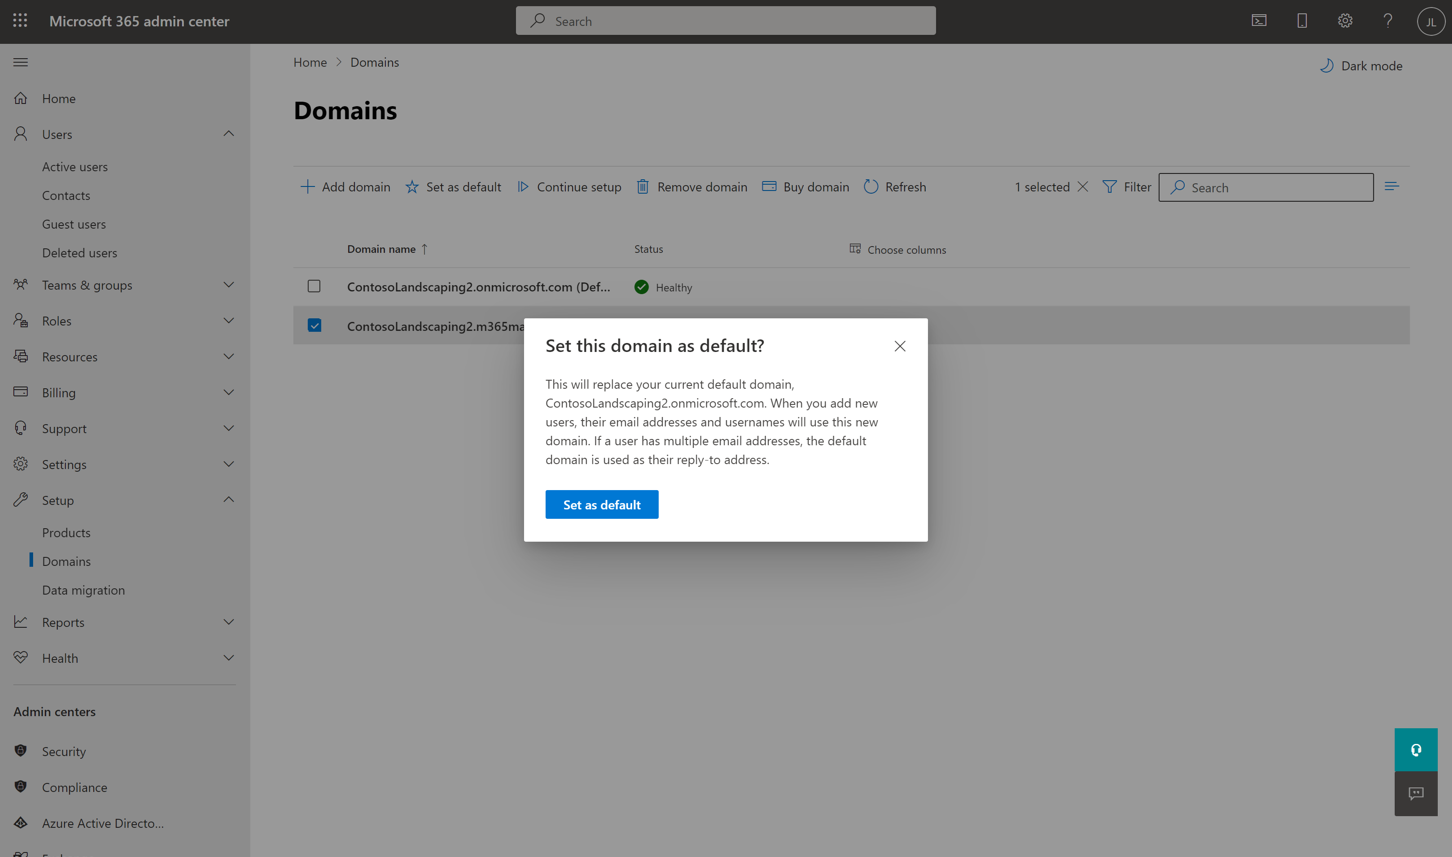 Microsoft 365 admin center
Search
JL
Home > Domains
Dark mode
Domains
Home
Users
Active users
Contacts
Guest users
Deleted users
Teams & groups
Roles
Resources
Billing
Support
Settings
Setup
Products
Domains
Data migration
Reports
Health
Admin centers
Security
Compliance
Azure Active Directo...
Add domain
Set as default
Continue setup
Remove domain
Buy domain
Refresh
1 selected
Filter
Search
Domain name ↑
Status
Choose columns
ContosoLandscaping2.onmicrosoft.com (Def...
Healthy
ContosoLandscaping2.m365ma
Set this domain as default?
This will replace your current default domain,
ContosoLandscaping2.onmicrosoft.com. When you add new
users, their email addresses and usernames will use this new
domain. If a user has multiple email addresses, the default
domain is used as their reply-to address.
Set as default